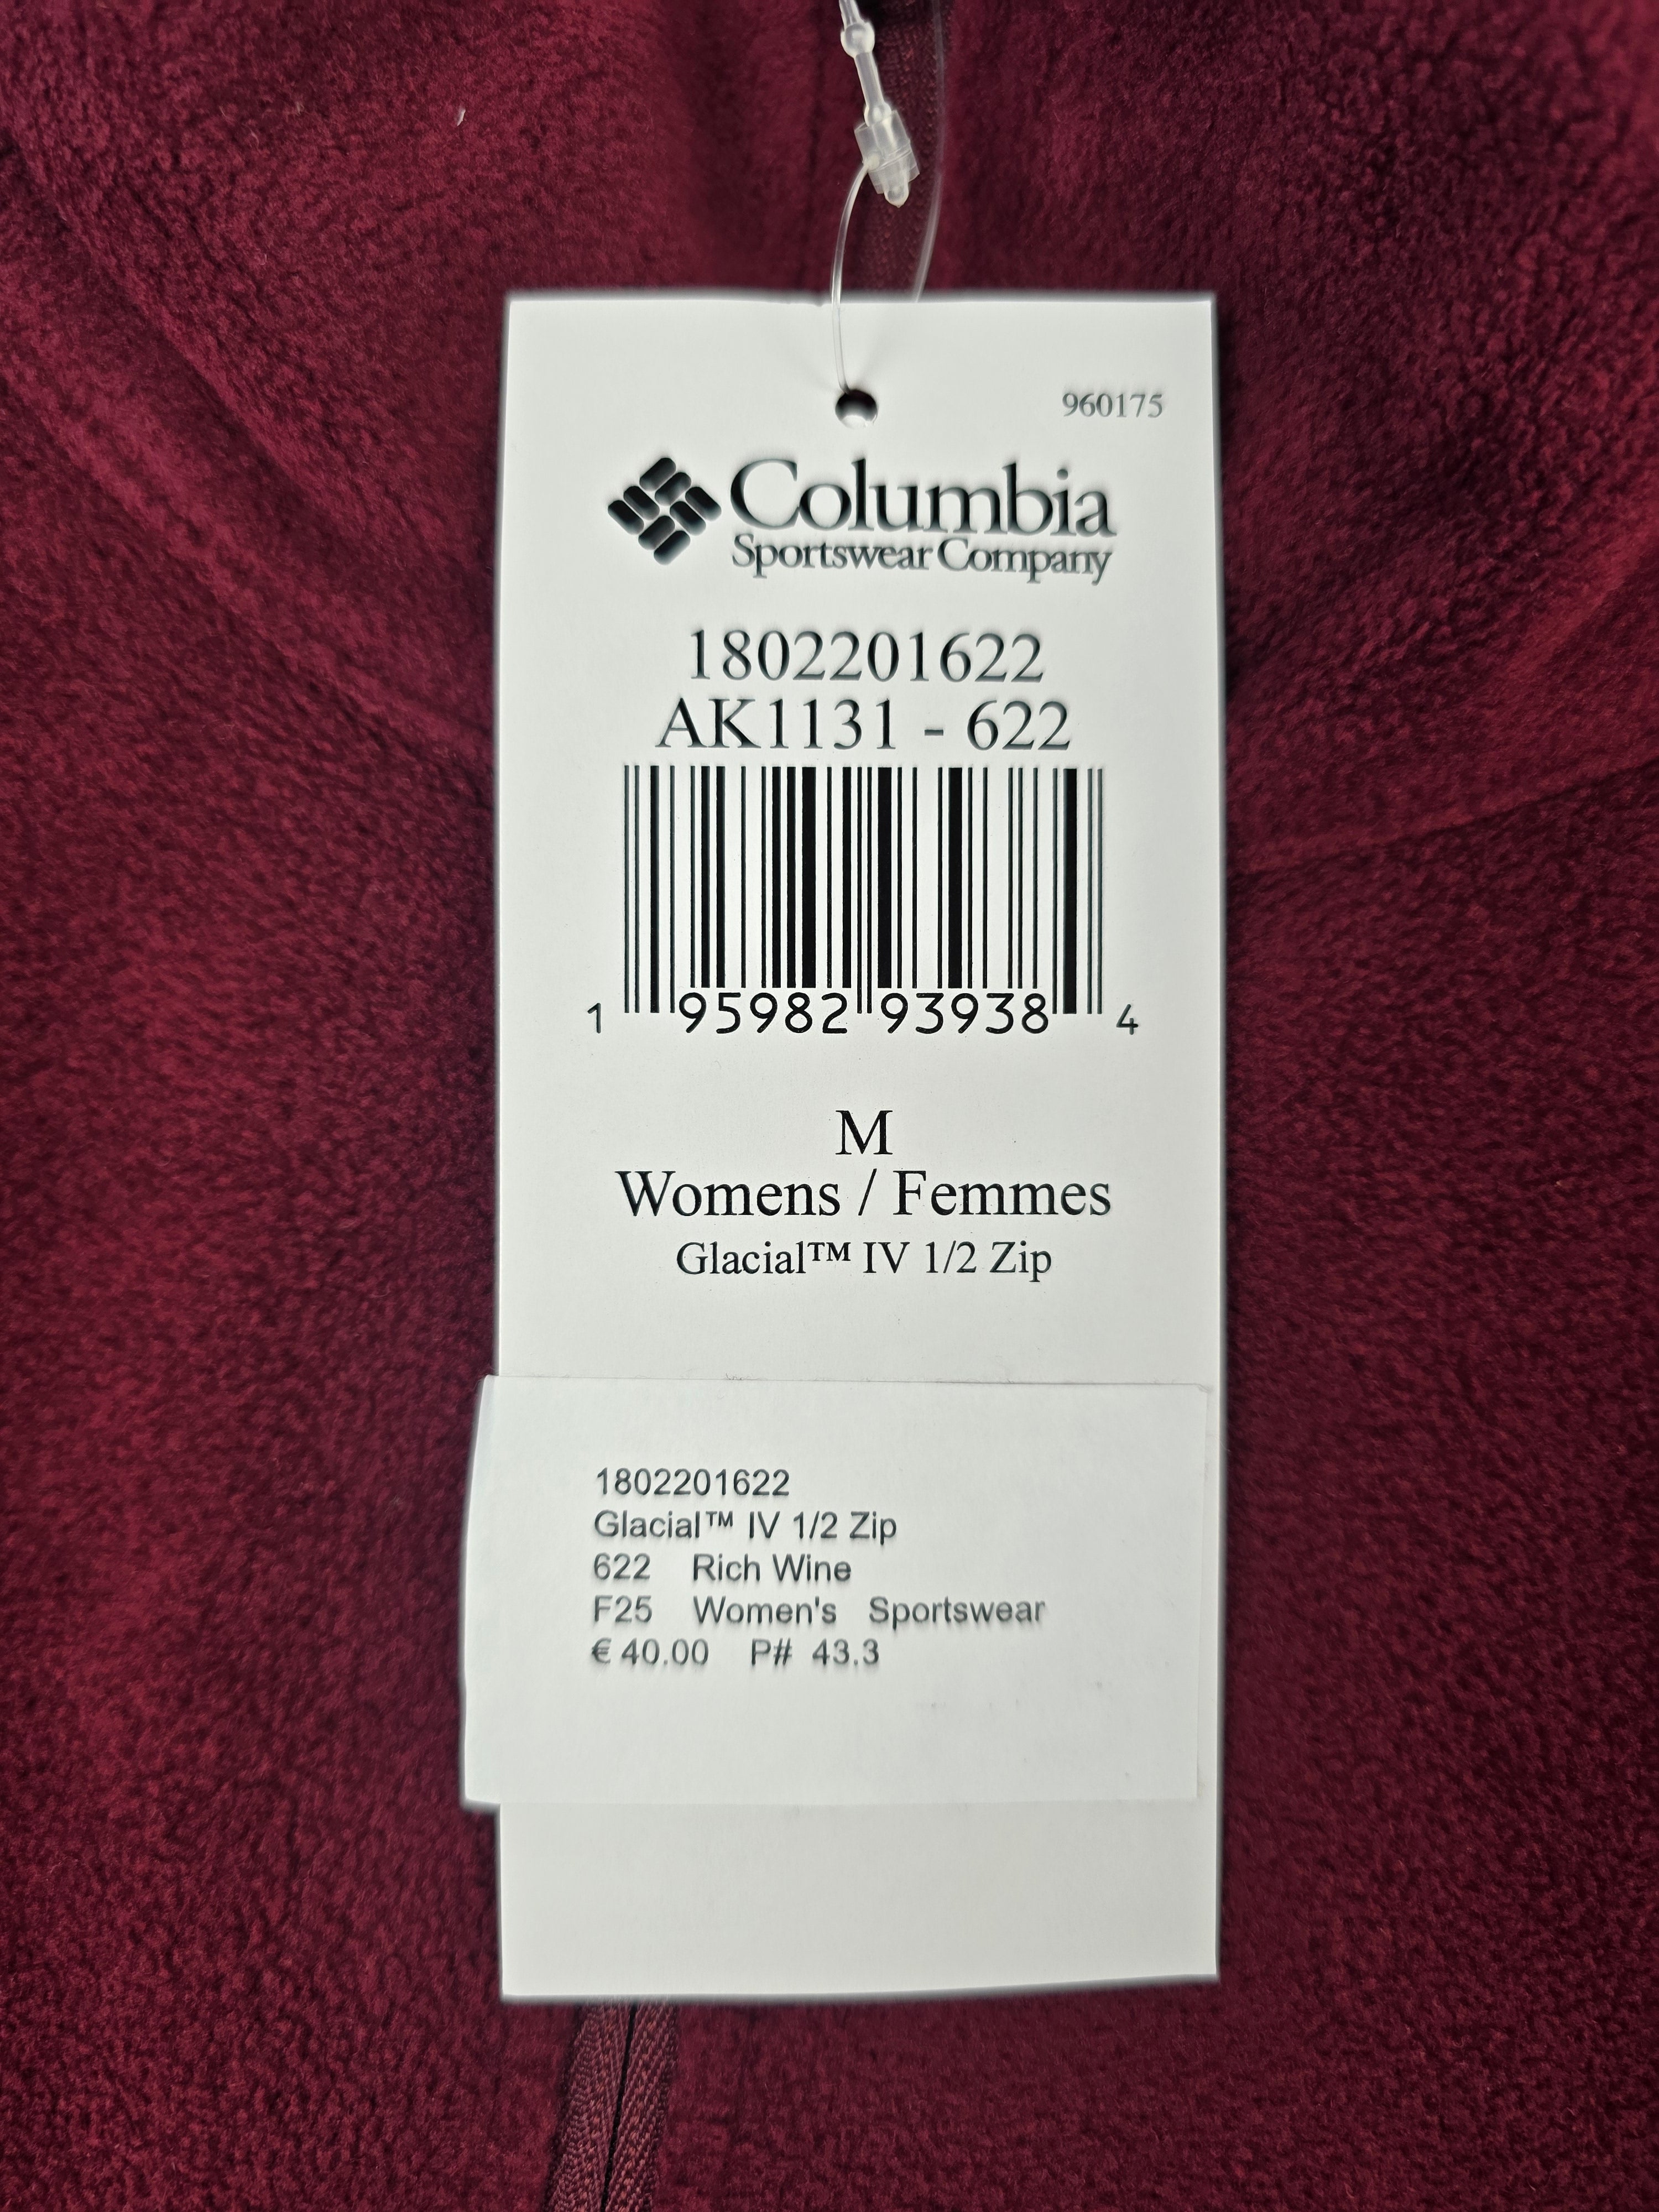 960175
Columbia
Sportswear Company
1802201622
AK1131 - 622
1 95982 93938 4
M
Womens / Femmes
Glacial™ IV 1/2 Zip
1802201622
Glacial™ IV 1/2 Zip
622 Rich Wine
F25 Women's Sportswear
€ 40.00 P# 43.3